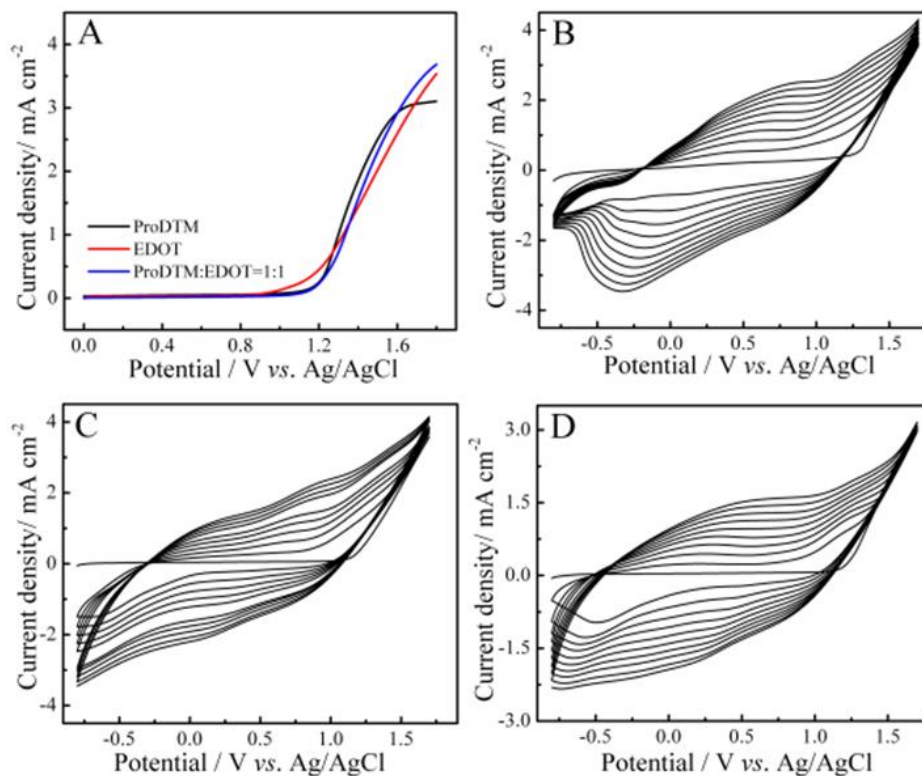 A
Current density/ mA cm-2
4
3
2
1
0
ProDTM
EDOT
ProDTM:EDOT=1:1
0.0 0.4 0.8 1.2 1.6
Potential / V vs. Ag/AgCl
B
Current density/ mA cm-2
4
2
0
-2
-4
-0.5 0.0 0.5 1.0 1.5
Potential / V vs. Ag/AgCl
C
Current density/ mA cm-2
4
2
0
-2
-4
-0.5 0.0 0.5 1.0 1.5
Potential / V vs. Ag/AgCl
D
Current density/ mA cm-2
3.0
1.5
0.0
-1.5
-3.0
-0.5 0.0 0.5 1.0 1.5
Potential / V vs. Ag/AgCl